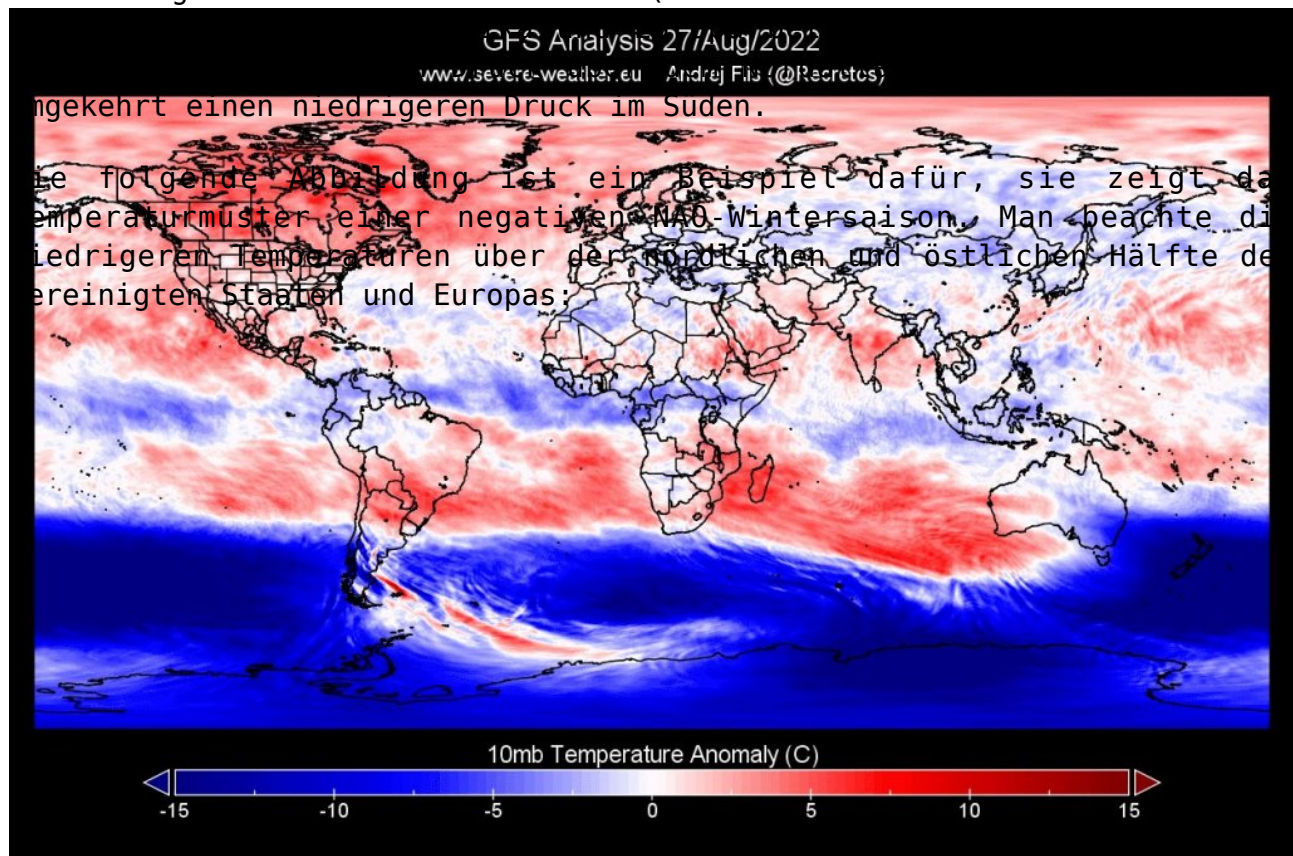 GFS Analysis 27/Aug/2022
www.severe-weather.eu Andrej Flis (@Recretos)
mgekehrt einen niedrigeren Druck im Süden.
ie folgende Abbildung ist ein Beispiel dafür, sie zeigt da
emperaturmuster einer negativen NAO-Wintersaison. Man beachte di
iedrigeren Temperaturen über der nördlichen und östlichen Hälfte de
ereinigten Staaten und Europas:
10mb Temperature Anomaly (C)
-15 -10 -5 0 5 10 15